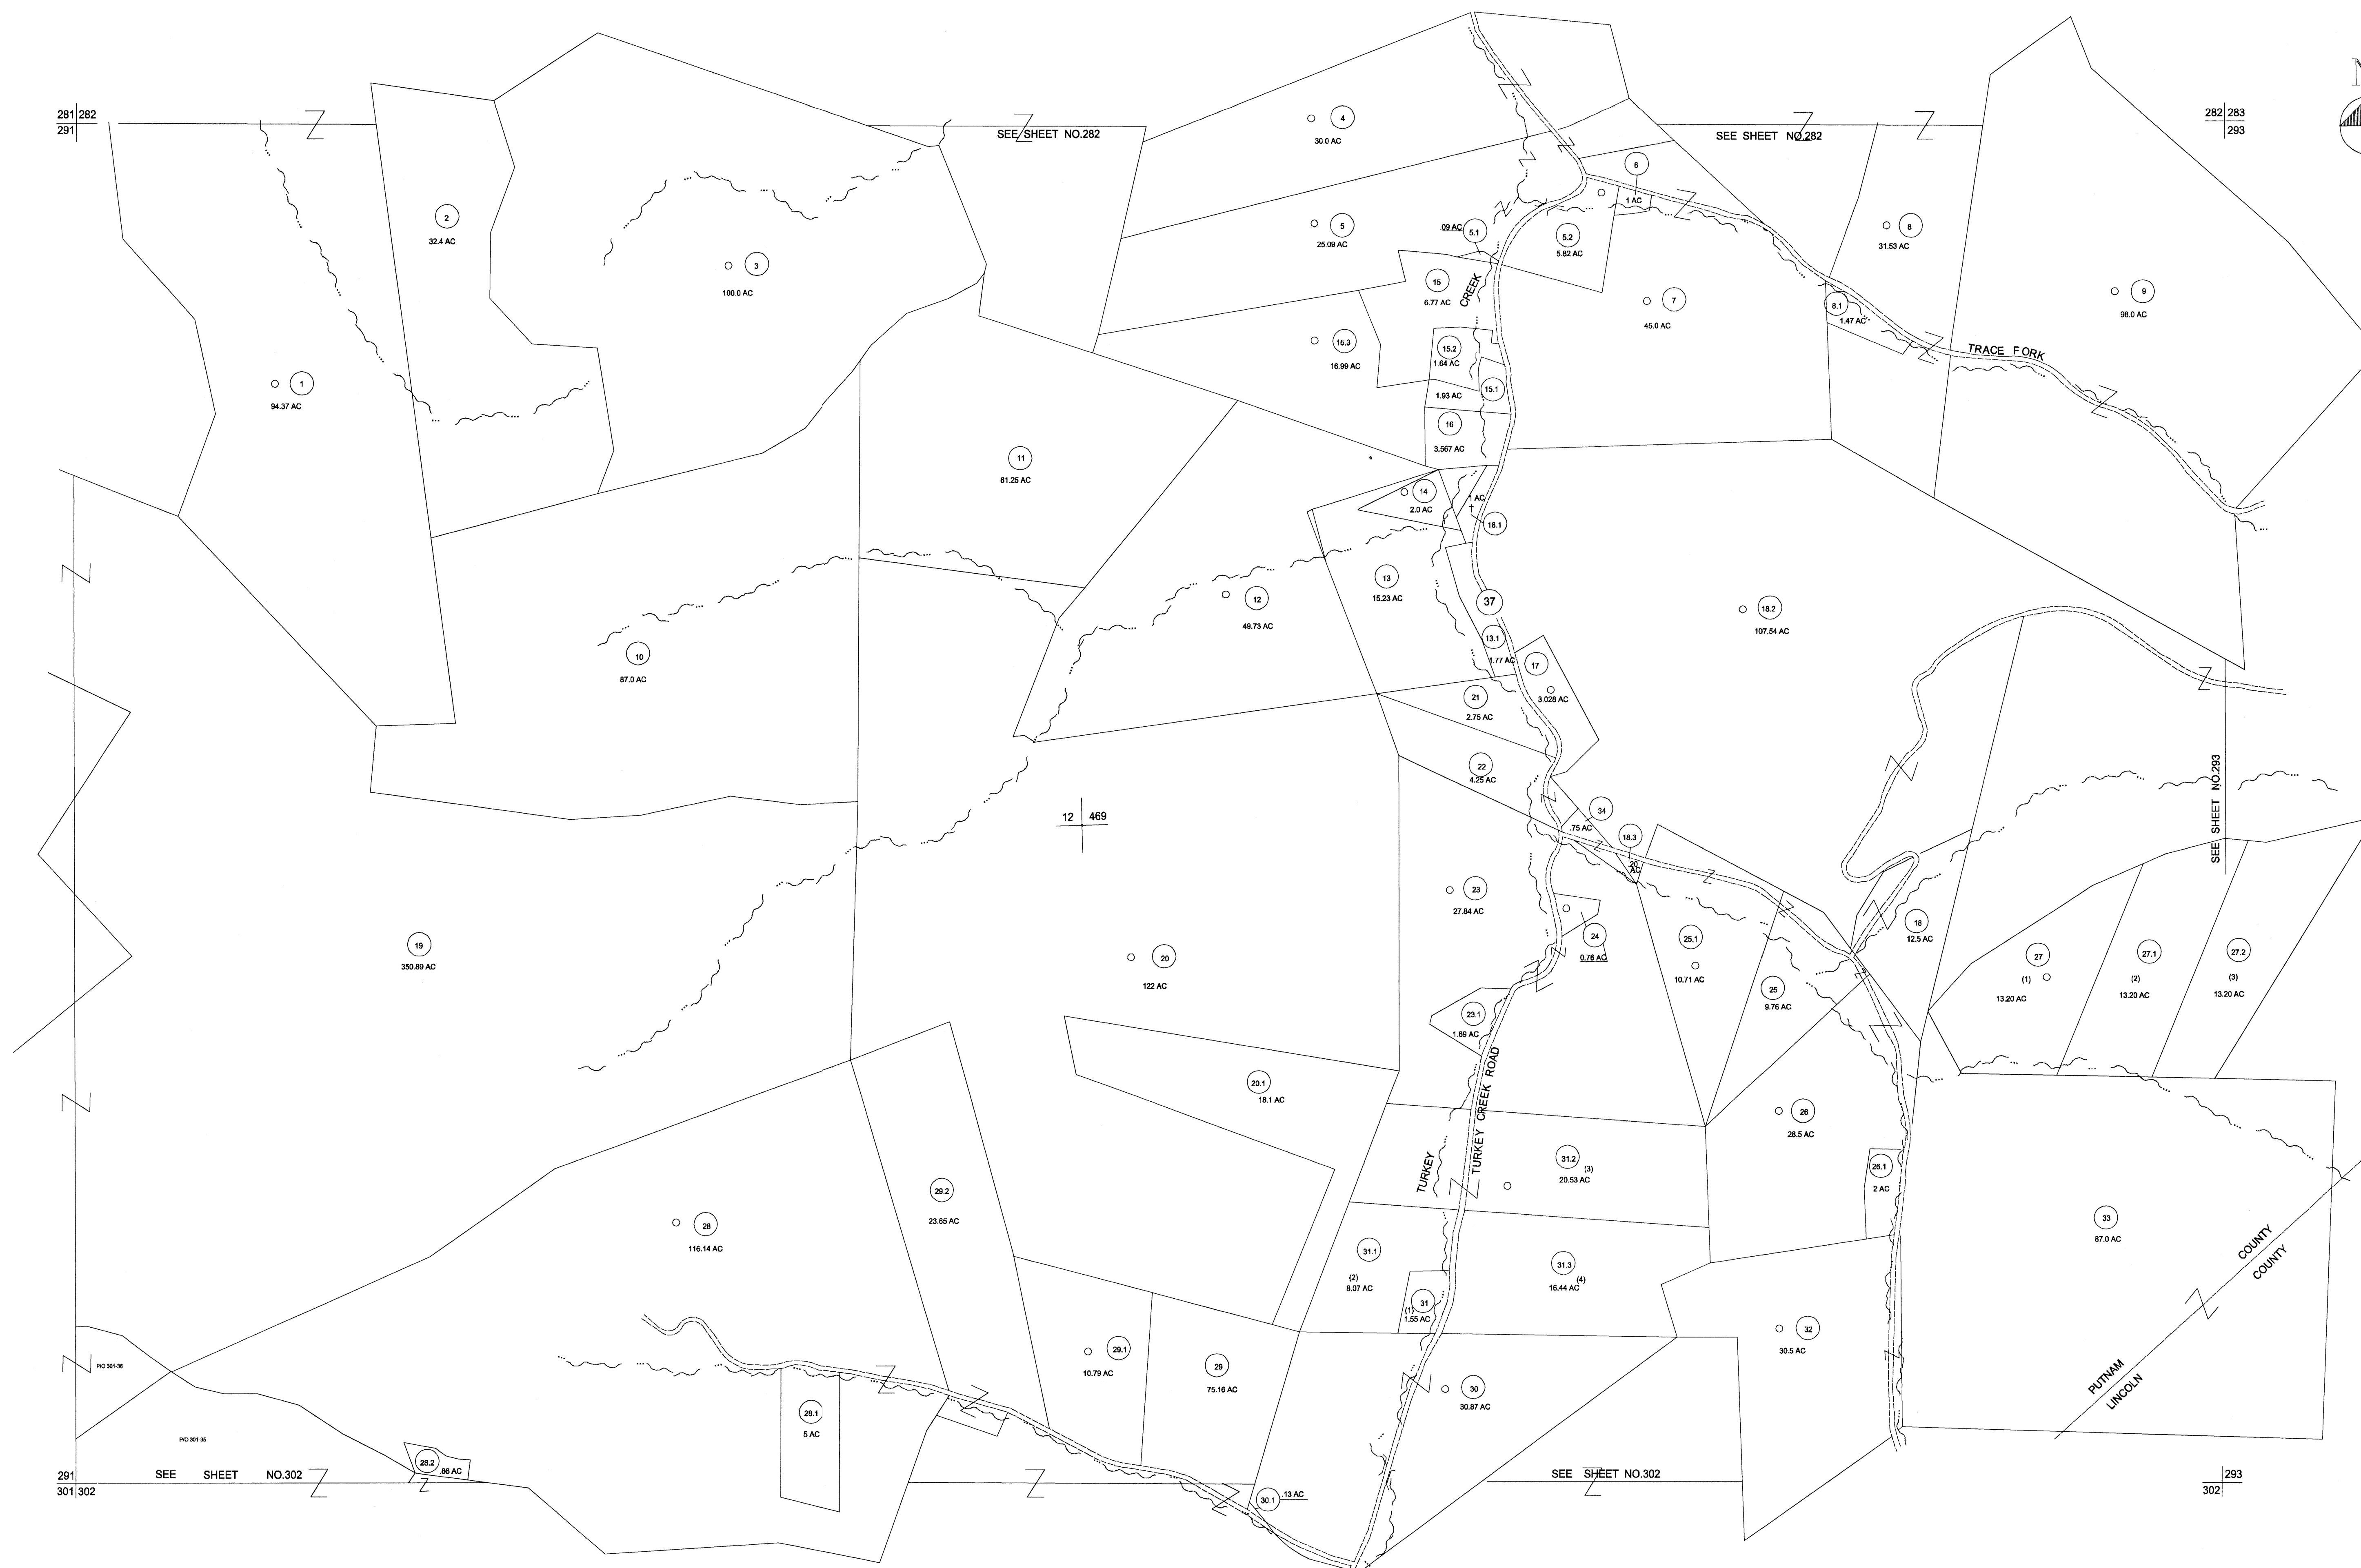 281 282
291
SEE SHEET NO.282
SEE SHEET NO.282
282 283
293
N
4
30.0 AC
6
1 AC
2
32.4 AC
3
100.0 AC
5
25.09 AC
.09 AC
5.1
5.2
5.82 AC
8
31.53 AC
15
6.77 AC
CREEK
7
45.0 AC
8.1
1.47 AC
9
98.0 AC
TRACE FORK
1
94.37 AC
15.3
16.99 AC
15.2
1.64 AC
15.1
1.93 AC
16
3.567 AC
11
81.25 AC
14
2.0 AC
1 AC
18.1
13
15.23 AC
12
49.73 AC
37
18.2
107.54 AC
10
87.0 AC
13.1
1.77 AC
17
3.028 AC
21
2.75 AC
22
4.25 AC
34
.75 AC
18.3
.20
AC
12 469
SEE SHEET NO.293
23
27.84 AC
24
0.76 AC
25.1
10.71 AC
25
9.76 AC
18
12.5 AC
27
(1)
13.20 AC
27.1
(2)
13.20 AC
27.2
(3)
13.20 AC
19
350.89 AC
20
122 AC
23.1
1.89 AC
TURKEY CREEK ROAD
20.1
18.1 AC
26
28.5 AC
TURKEY
31.2
(3)
20.53 AC
26.1
2 AC
29.2
23.65 AC
28
116.14 AC
33
87.0 AC
COUNTY
COUNTY
31.1
(2)
8.07 AC
31.3
(4)
16.44 AC
31
(1)
1.55 AC
32
30.5 AC
P/O 301-36
29.1
10.79 AC
29
75.16 AC
30
30.87 AC
PUTNAM
LINCOLN
28.1
5 AC
P/O 301-35
28.2
.86 AC
291
301 302
SEE SHEET NO.302
SEE SHEET NO.302
30.1
.13 AC
293
302